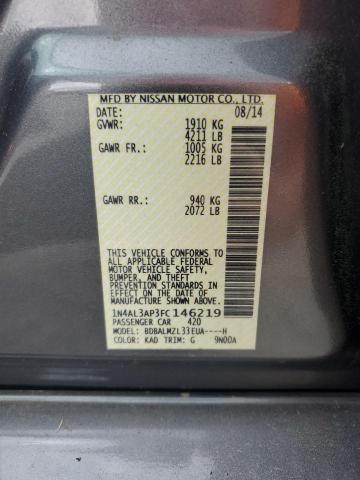 MFD BY NISSAN MOTOR CO., LTD.
DATE: 08/14
GVWR: 1910 KG
4211 LB
GAWR FR.: 1005 KG
2216 LB
GAWR RR.: 940 KG
2072 LB
THIS VEHICLE CONFORMS TO
ALL APPLICABLE FEDERAL
MOTOR VEHICLE SAFETY,
BUMPER, AND THEFT
PREVENTION STANDARDS IN
EFFECT ON THE DATE OF
MANUFACTURE SHOWN ABOVE.
1N4AL3AP3FC146219
PASSENGER CAR 420
MODEL: BDBALMZL33EUA----H
COLOR: KAD TRIM: G 9N00A